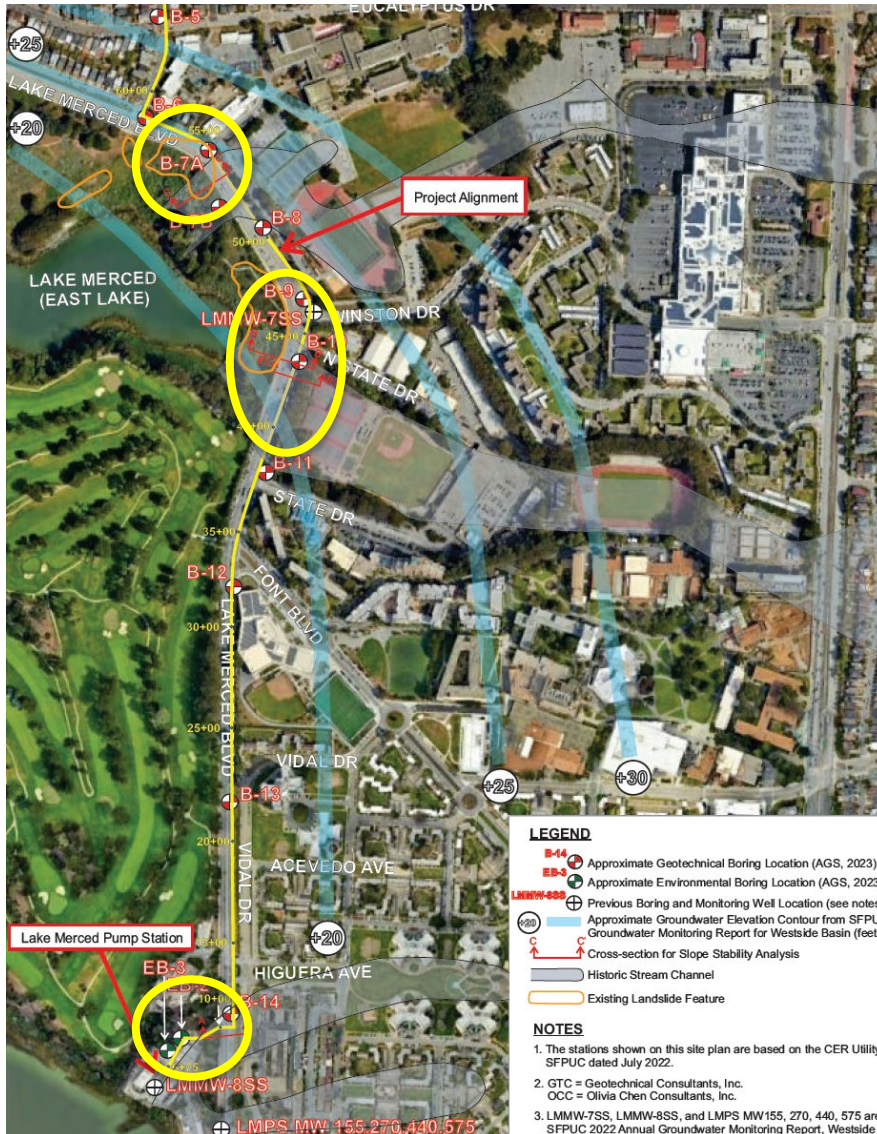 EUCALYPTUS DR
B-5
+25
60+00
LAKE MERCED BLVD
B-6
+20
55+00
B-7A
Project Alignment
B-8
50+00
LAKE MERCED
(EAST LAKE)
B-9
LMMW-7SS
WINSTON DR
45+00
B-1
N STATE DR
B-11
STATE DR
35+00
B-12
FONT BLVD
30+00
LAKE MERCED BLVD
25+00
VIDAL DR
+25
+30
B-13
20+00
ACEVEDO AVE
VIDAL DR
+20
Lake Merced Pump Station
HIGUERA AVE
EB-3
EB-2
10+00
B-14
LMMW-8SS
LMPS MW 155,270,440,575
LEGEND
B-14
Approximate Geotechnical Boring Location (AGS, 2023)
EB-3
Approximate Environmental Boring Location (AGS, 2023
LMMW-6SS
Previous Boring and Monitoring Well Location (see notes
+20
Approximate Groundwater Elevation Contour from SFPU
Groundwater Monitoring Report for Westside Basin (feet
C C'
Cross-section for Slope Stability Analysis
Historic Stream Channel
Existing Landslide Feature
NOTES
1. The stations shown on this site plan are based on the CER Utility
SFPUC dated July 2022.
2. GTC = Geotechnical Consultants, Inc.
OCC = Olivia Chen Consultants, Inc.
3. LMMW-7SS, LMMW-8SS, and LMPS MW155, 270, 440, 575 are
SFPUC 2022 Annual Groundwater Monitoring Report, Westside